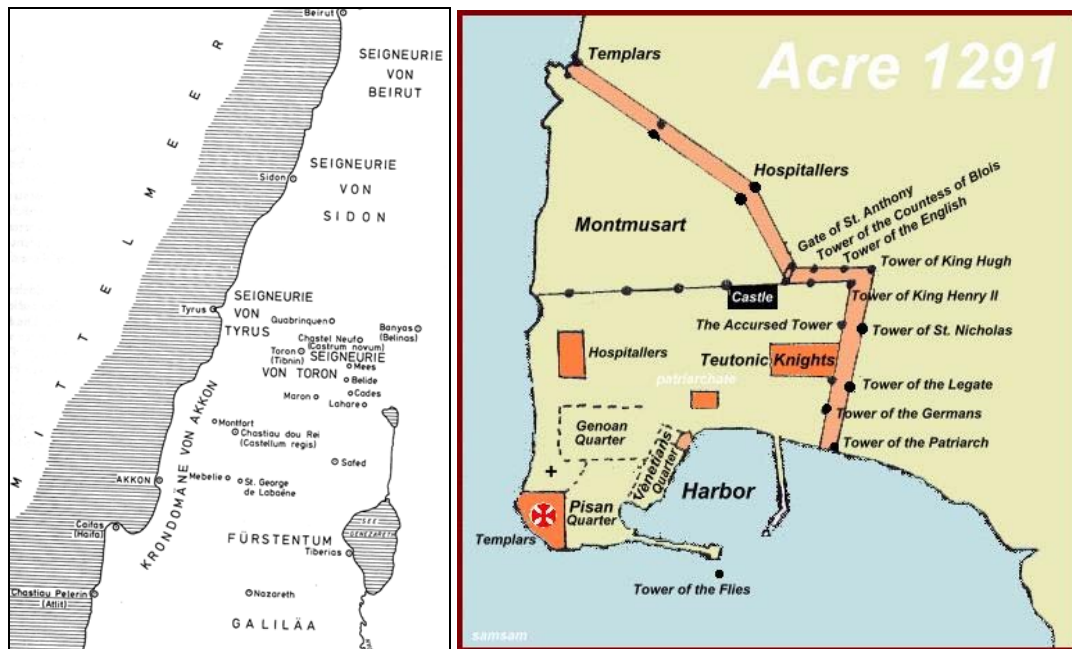 Beirut
MITTELMEER
SEIGNEURIE
VON
BEIRUT
SEIGNEURIE
VON
SIDON
Sidon
Tyrus
SEIGNEURIE
VON
TYRUS
Quabrinquen
Banyas
(Belinas)
Chastel Neuf
(Castrum novum)
Toron
(Tibnin)
SEIGNEURIE
VON TORON
Mees
Belide
Cades
Maron
Lahare
Montfort
Chastiau dou Rei
(Castellum regis)
KRONDOMÄNE VON AKKON
Safed
AKKON
Mebelie
St. George
de Labaéne
Caifas
(Haifa)
FÜRSTENTUM
SEE
GENEZARETH
Tiberias
Chastiau Pelerin
(Atlit)
Nazareth
GALILÄA
Acre 1291
Templars
Hospitallers
Montmusart
Gate of St. Anthony
Tower of the Countess of Blois
Tower of the English
Tower of King Hugh
Castle
Tower of King Henry II
The Accursed Tower
Tower of St. Nicholas
Hospitallers
Teutonic Knights
patriarchate
Tower of the Legate
Tower of the Germans
Genoan
Quarter
Tower of the Patriarch
Venerians
Quarter
Harbor
Pisan
Quarter
Templars
Tower of the Flies
samsam